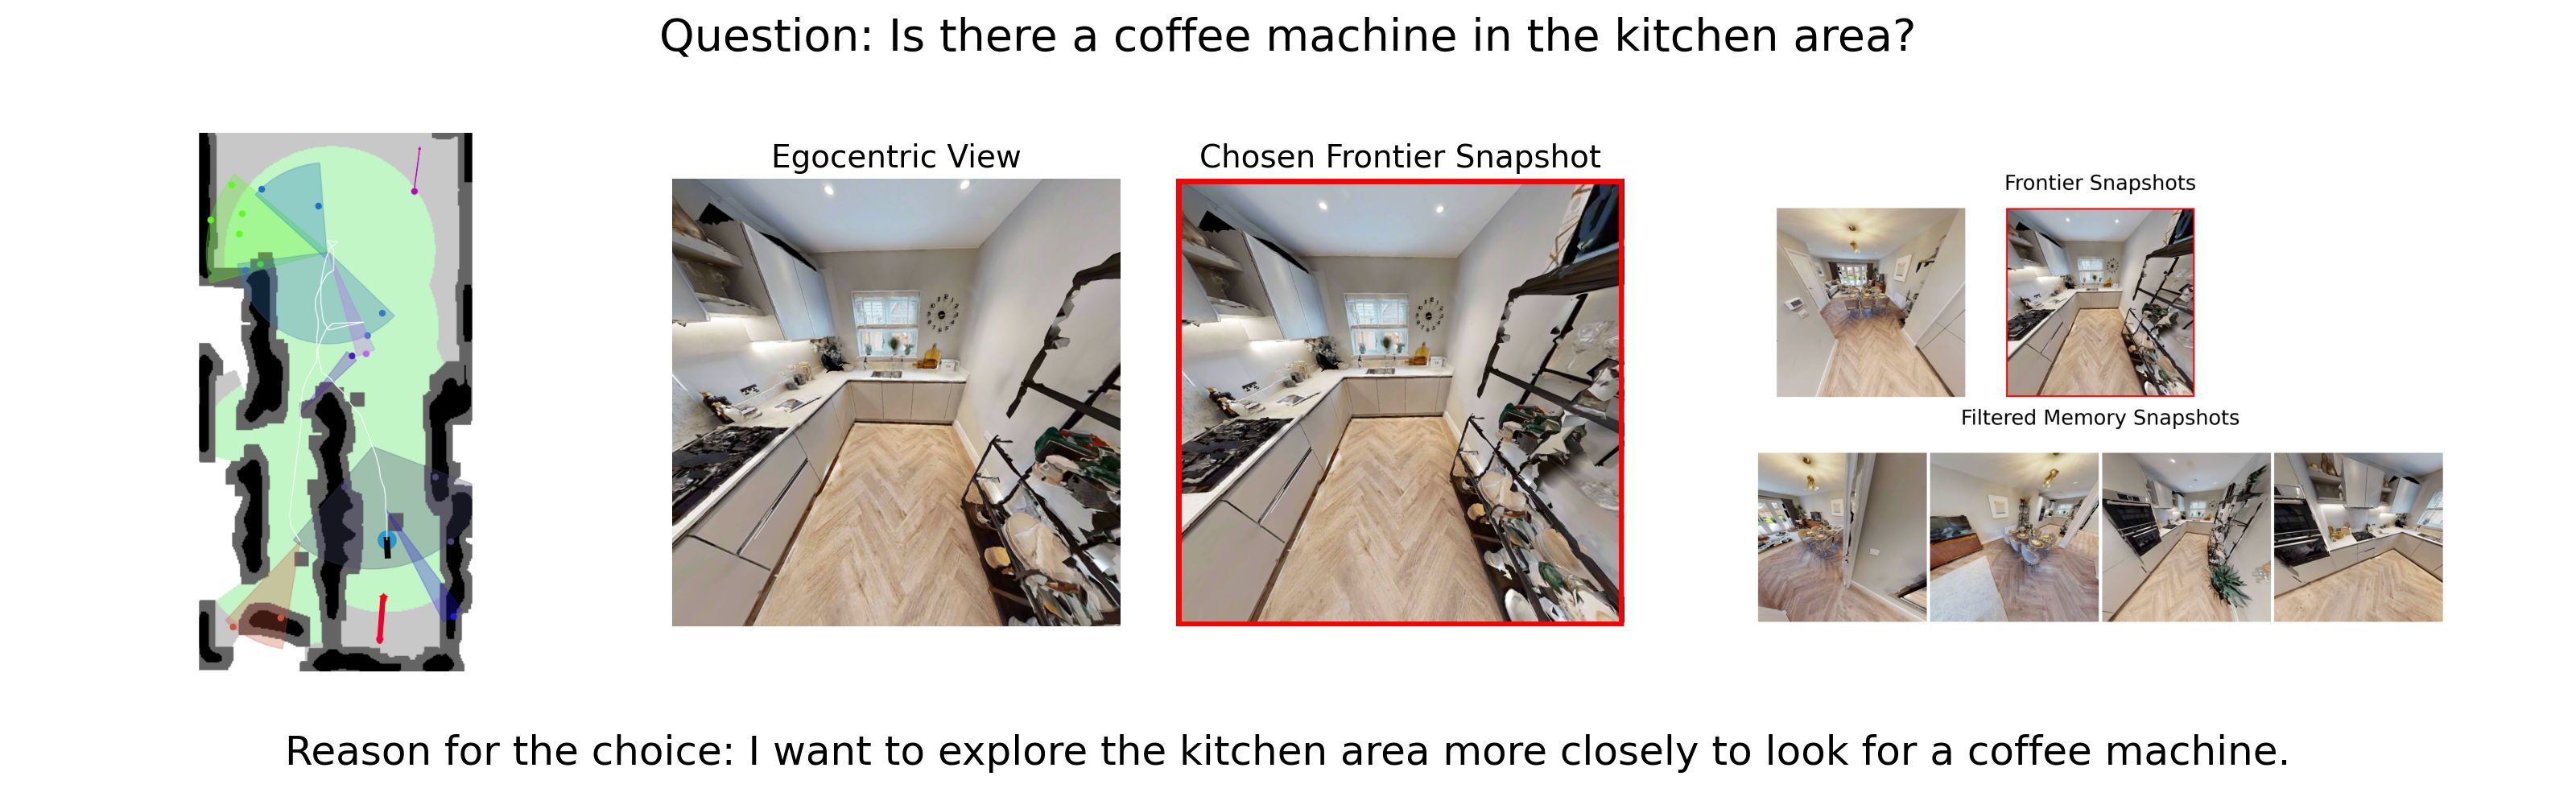 Question: Is there a coffee machine in the kitchen area?
Egocentric View
Chosen Frontier Snapshot
Frontier Snapshots
Filtered Memory Snapshots
Reason for the choice: I want to explore the kitchen area more closely to look for a coffee machine.